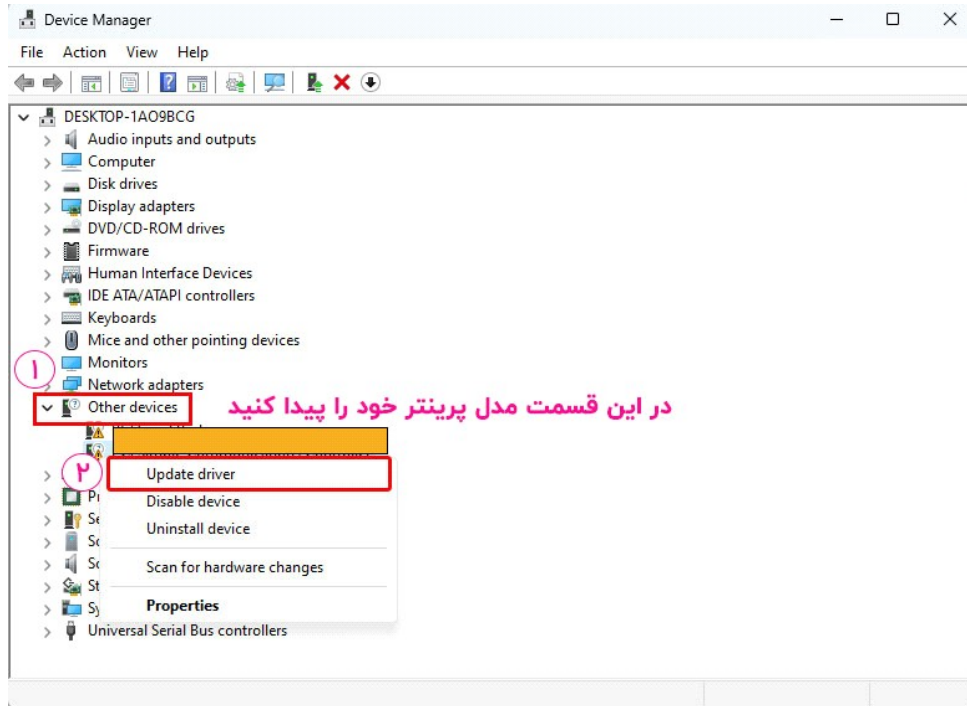 Device Manager
File Action View Help
DESKTOP-1AO9BCG
Audio inputs and outputs
Computer
Disk drives
Display adapters
DVD/CD-ROM drives
Firmware
Human Interface Devices
IDE ATA/ATAPI controllers
Keyboards
Mice and other pointing devices
۱
Monitors
Network adapters
Other devices
در این قسمت مدل پرینتر خود را پیدا کنید
۲
Update driver
Disable device
Uninstall device
Scan for hardware changes
Properties
Universal Serial Bus controllers